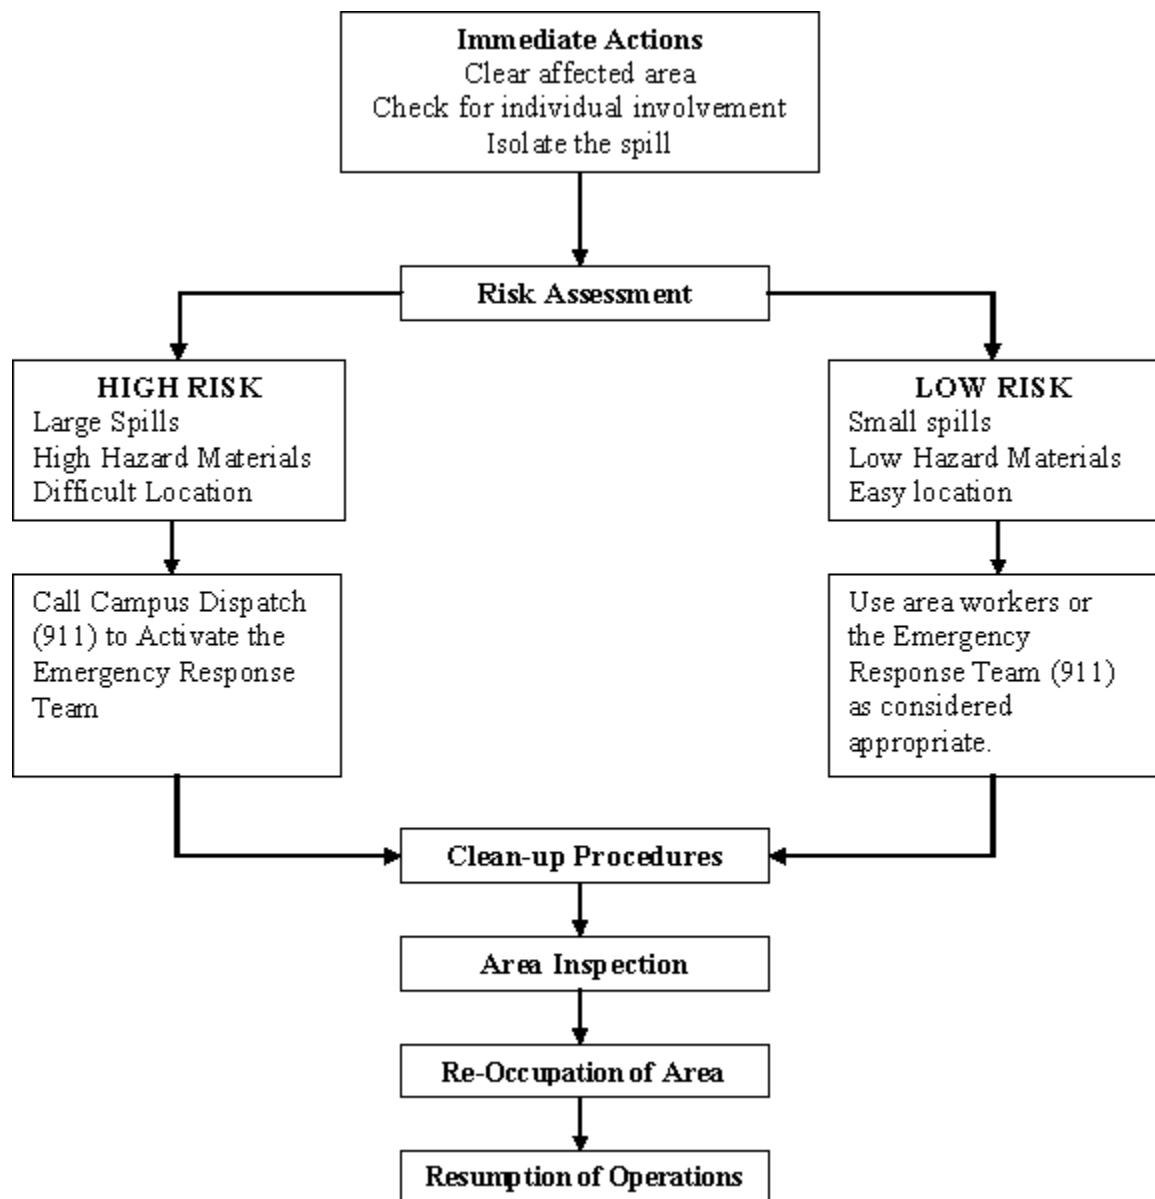 Immediate Actions
Clear affected area
Check for individual involvement
Isolate the spill
Risk Assessment
HIGH RISK
Large Spills
High Hazard Materials
Difficult Location
LOW RISK
Small spills
Low Hazard Materials
Easy location
Call Campus Dispatch
(911) to Activate the
Emergency Response
Team
Use area workers or
the Emergency
Response Team (911)
as considered
appropriate.
Clean-up Procedures
Area Inspection
Re-Occupation of Area
Resumption of Operations